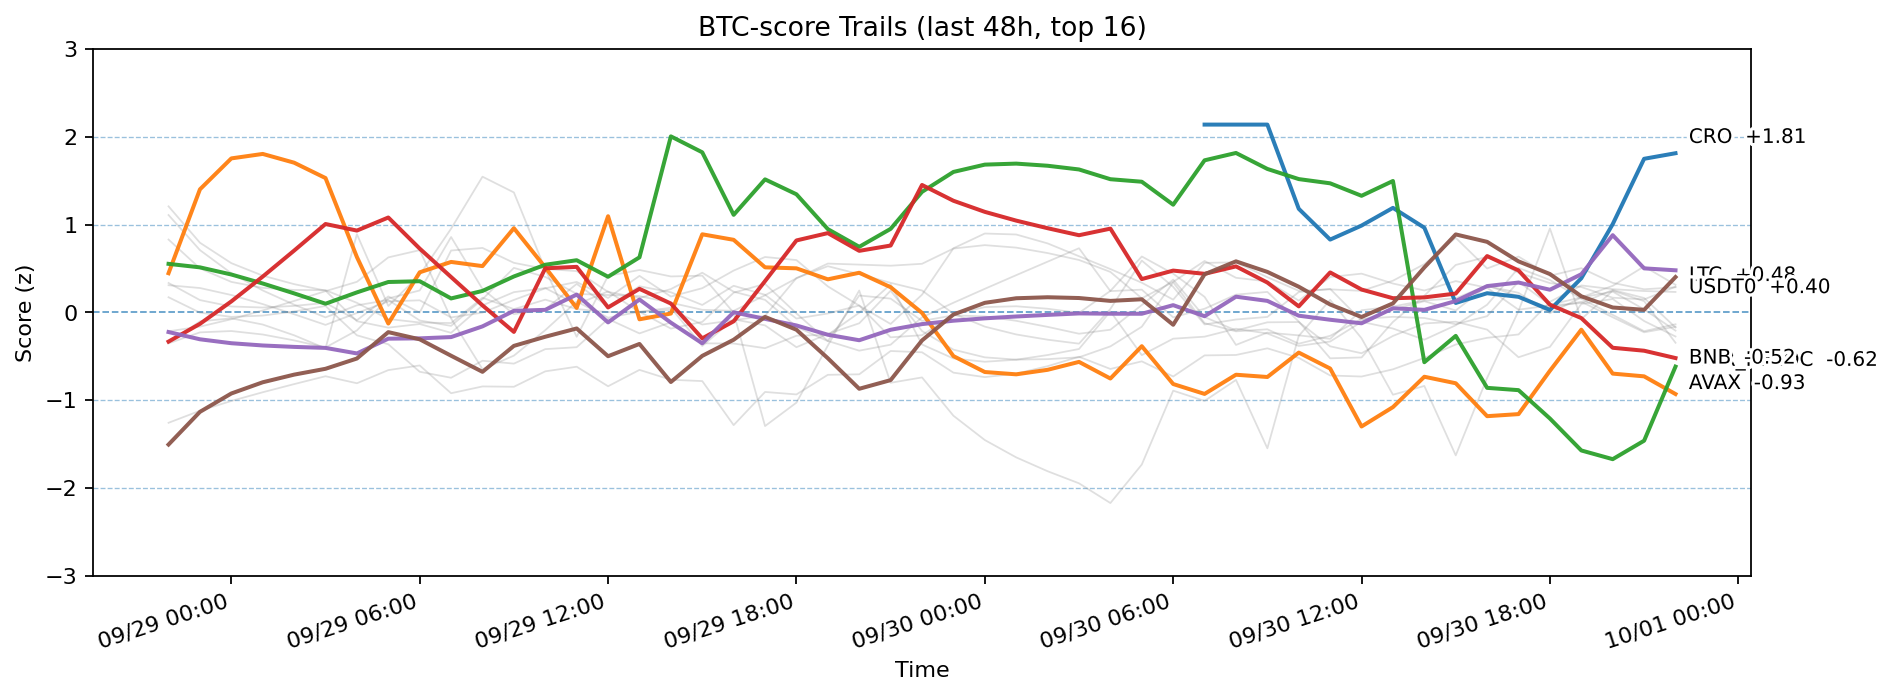 BTC-score Trails (last 48h, top 16)
Score (z)
3
2
1
0
−1
−2
−3
CRO +1.81
LTC +0.48
USDT0 +0.40
BNB -0.52
C -0.62
AVAX -0.93
09/29 00:00
09/29 06:00
09/29 12:00
09/29 18:00
09/30 00:00
09/30 06:00
09/30 12:00
09/30 18:00
10/01 00:00
Time